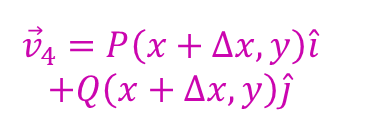 v⃗₄ = P(x + Δx, y)î
+Q(x + Δx, y)ĵ